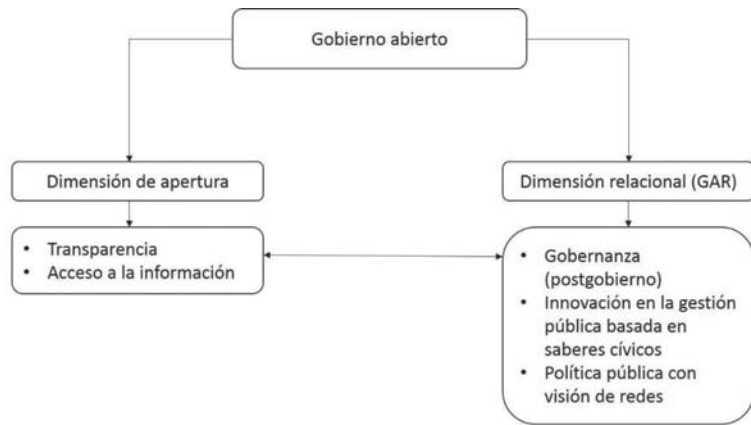 Gobierno abierto
Dimensión de apertura
Dimensión relacional (GAR)
• Transparencia
• Acceso a la información
• Gobernanza
(postgobierno)
• Innovación en la gestión
pública basada en
saberes cívicos
• Política pública con
visión de redes